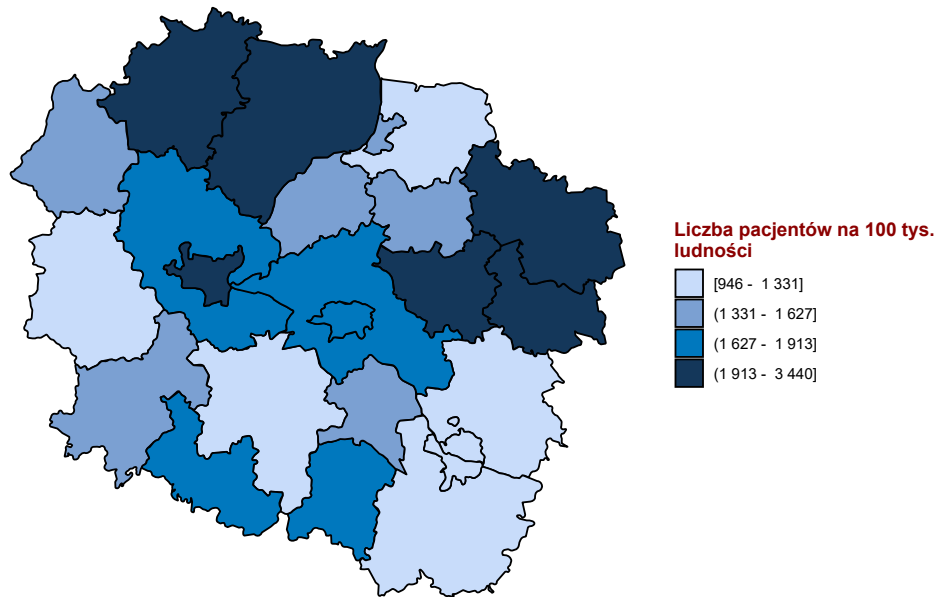 Liczba pacjentów na 100 tys.
ludności
[946 - 1 331]
(1 331 - 1 627]
(1 627 - 1 913]
(1 913 - 3 440]